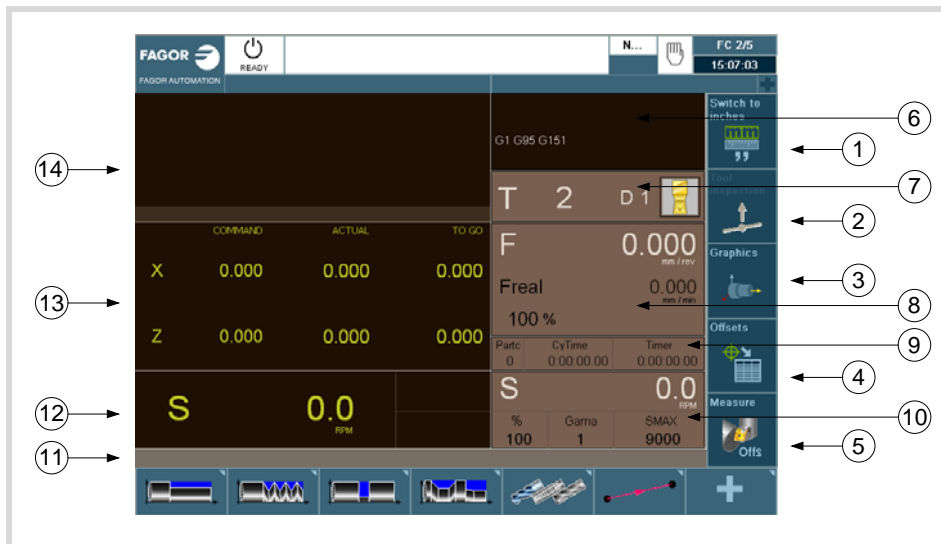 FAGOR
READY
N...
FC 2/5
15:07:03
FAGOR AUTOMATION
Switch to
inches
mm
1
6
G1 G95 G151
14
Tool
inspection
2
T 2 D 1
7
COMMAND ACTUAL TO GO
F 0.000
mm / rev
X 0.000 0.000 0.000
Freal 0.000
mm / min
100 %
Graphics
3
13
8
Z 0.000 0.000 0.000
Offsets
4
Partc CyTime Timer
0 0:00:00.00 0:00:00.00
9
S 0.0
RPM
12
S 0.0
RPM
% Gama SMAX
100 1 9000
10
Measure
Offs
5
11